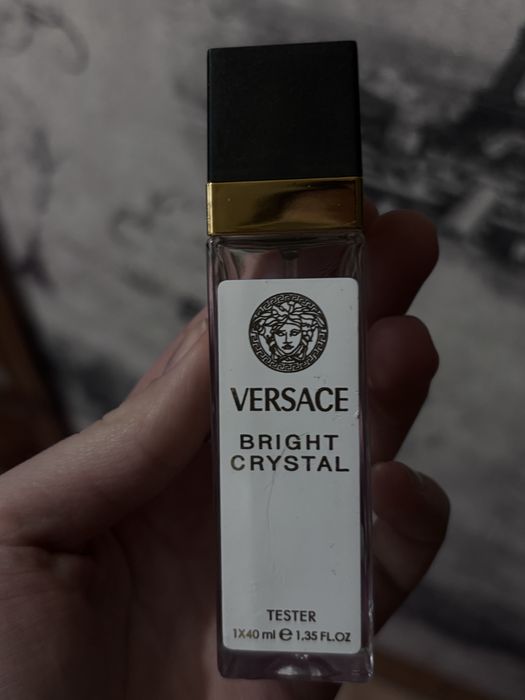 VERSACE
BRIGHT
CRYSTAL
TESTER
1X40 ml e 1,35 FL.OZ